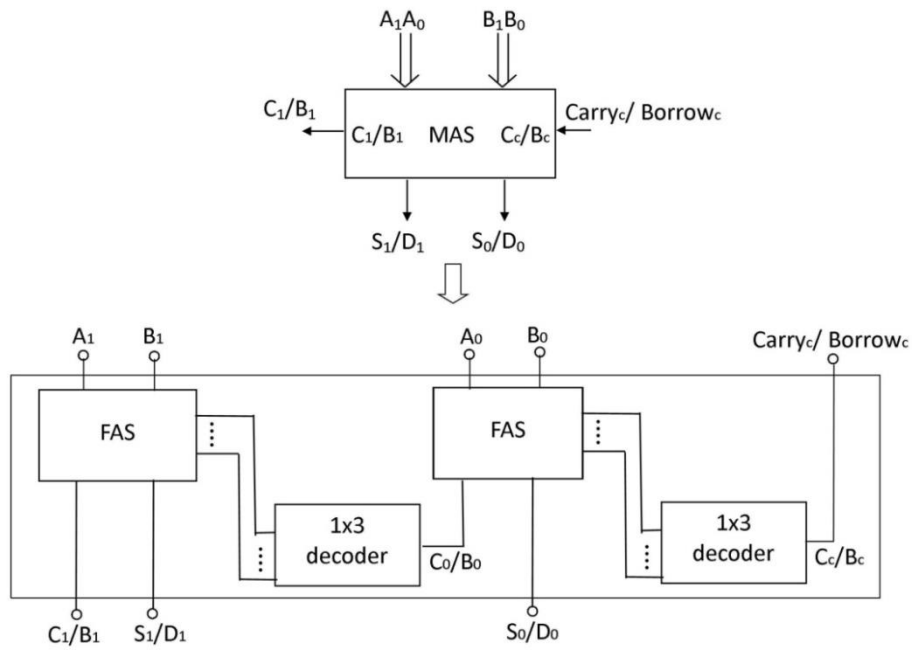 A₁A₀ B₁B₀
C₁/B₁ Carry꜀/ Borrow꜀
C₁/B₁ MAS C꜀/B꜀
S₁/D₁ S₀/D₀
A₁ B₁ A₀ B₀ Carry꜀/ Borrow꜀
FAS FAS
1x3 1x3
decoder decoder
C₀/B₀ C꜀/B꜀
C₁/B₁ S₁/D₁ S₀/D₀